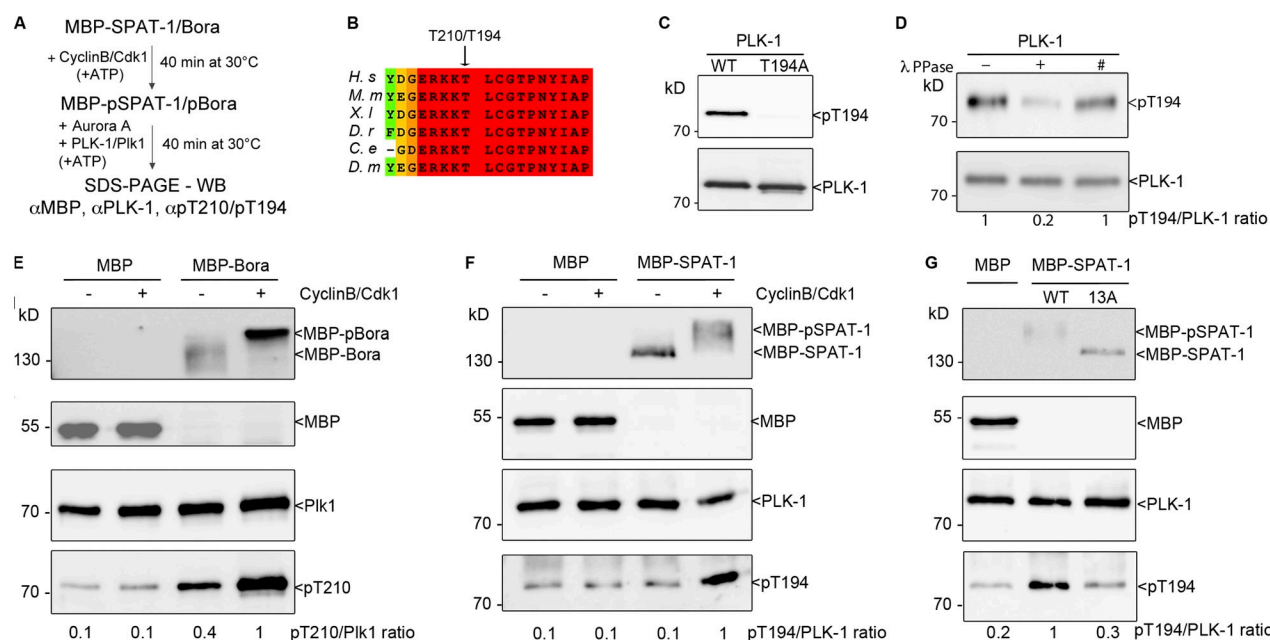 A
MBP-SPAT-1/Bora
+ CyclinB/Cdk1
(+ATP)
40 min at 30°C
MBP-pSPAT-1/pBora
+ Aurora A
+ PLK-1/Plk1
(+ATP)
40 min at 30°C
SDS-PAGE - WB
αMBP, αPLK-1, αpT210/pT194
B
T210/T194
H.s YDGERKKT LCGTPNYIAP
M.m YEGERKKT LCGTPNYIAP
X.l YDGERKKT LCGTPNYIAP
D.r FDGERKKT LCGTPNYIAP
C.e –GDERKKT LCGTPNYIAP
D.m YEGERKKT LCGTPNYIAP
C
PLK-1
kD WT T194A
<pT194
70 -
<PLK-1
70 -
D
PLK-1
λ PPase – + #
kD
<pT194
70 -
<PLK-1
70 -
1 0.2 1 pT194/PLK-1 ratio
E
MBP MBP-Bora
- + - + CyclinB/Cdk1
kD
<MBP-pBora
130 - <MBP-Bora
55 - <MBP
70 - <Plk1
70 - <pT210
0.1 0.1 0.4 1 pT210/Plk1 ratio
F
MBP MBP-SPAT-1
- + - + CyclinB/Cdk1
kD
<MBP-pSPAT-1
130 - <MBP-SPAT-1
55 - <MBP
<PLK-1
70 -
<pT194
70 -
0.1 0.1 0.1 1 pT194/PLK-1 ratio
G
MBP MBP-SPAT-1
WT 13A
kD
<MBP-pSPAT-1
130 - <MBP-SPAT-1
55 - <MBP
<PLK-1
70 -
<pT194
70 -
0.2 1 0.3 pT194/PLK-1 ratio